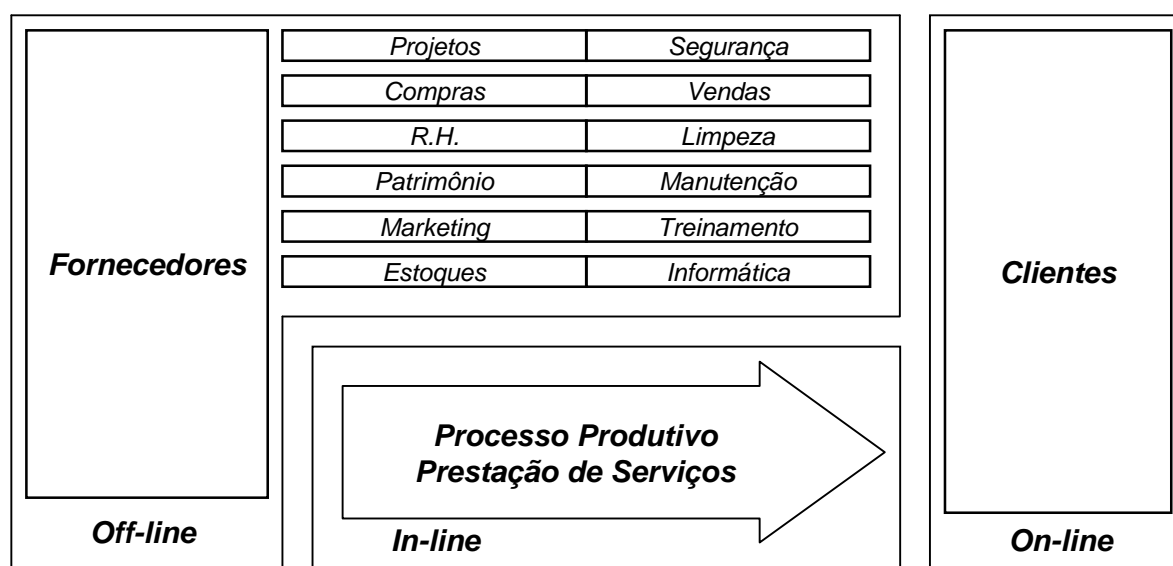 Fornecedores
Projetos
Segurança
Compras
Vendas
R.H.
Limpeza
Patrimônio
Manutenção
Marketing
Treinamento
Estoques
Informática
Clientes
Processo Produtivo
Prestação de Serviços
Off-line
In-line
On-line